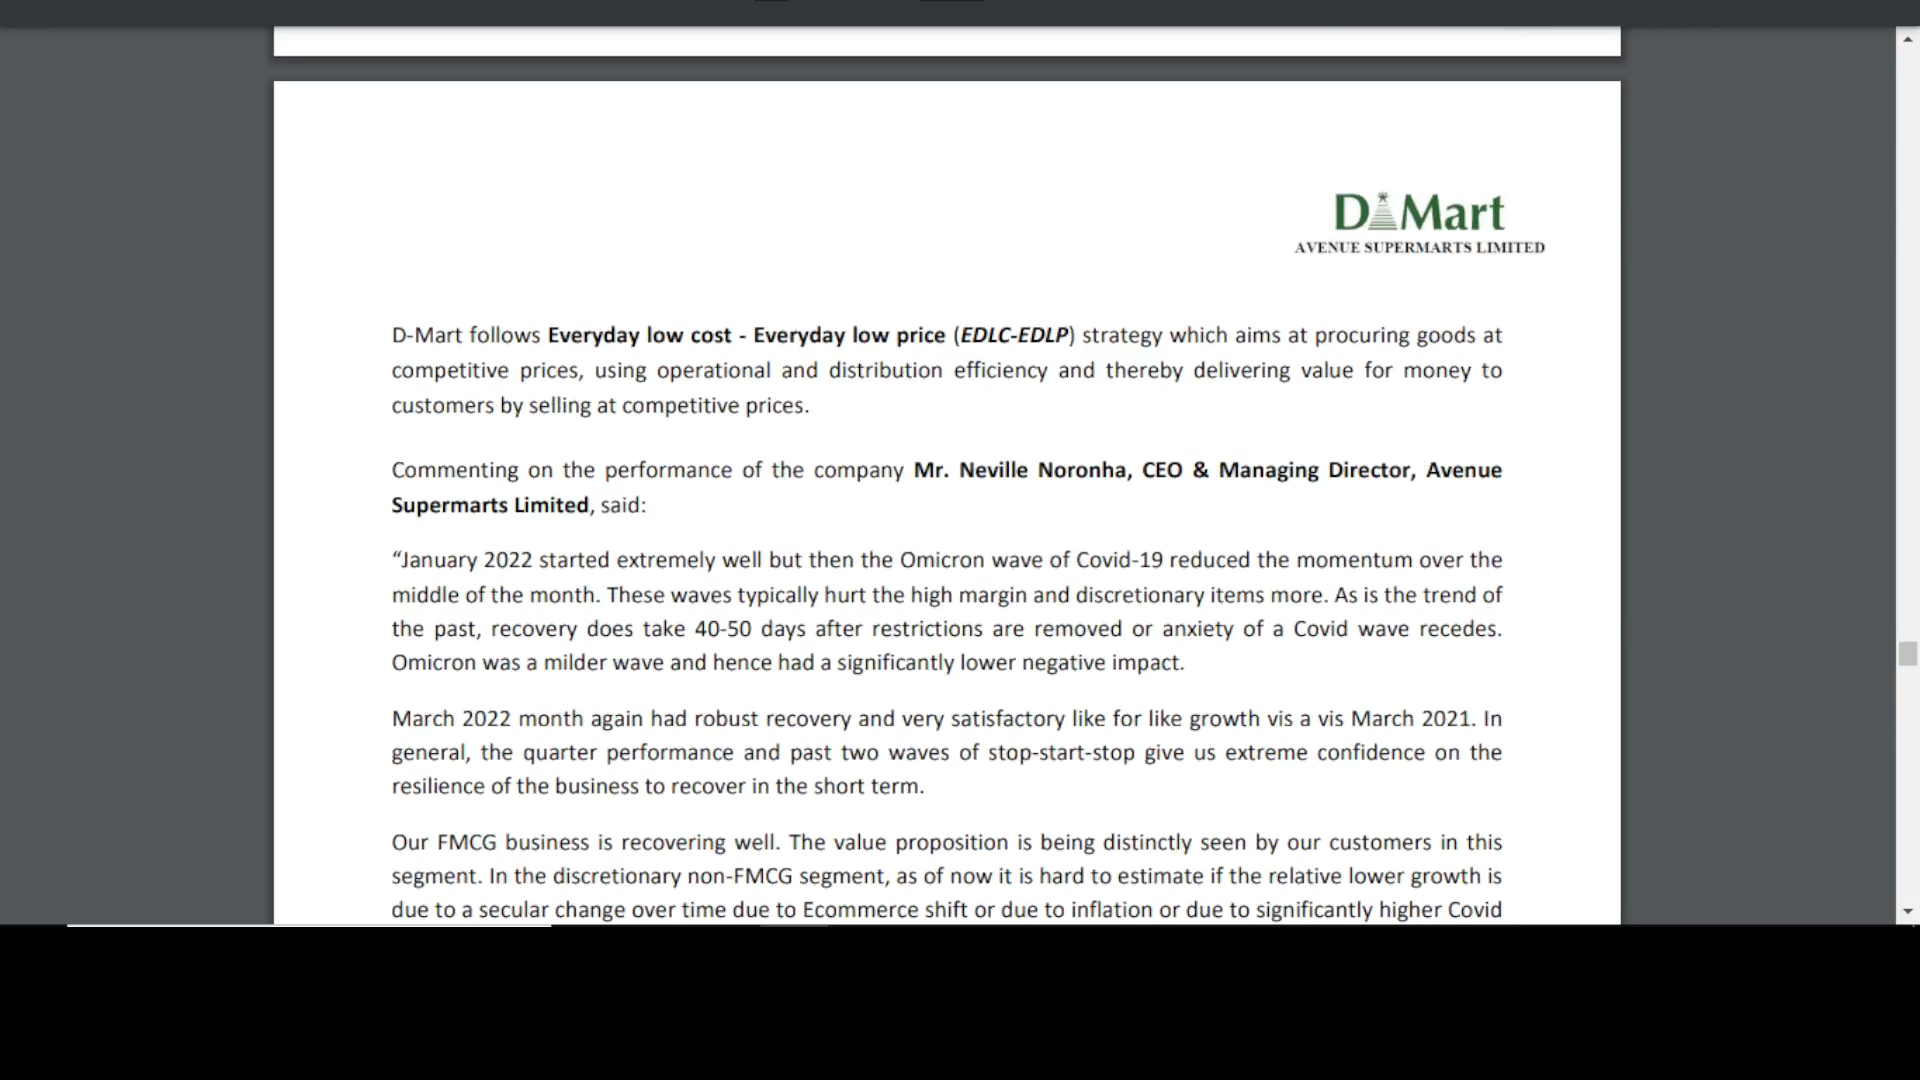 D Mart
AVENUE SUPERMARTS LIMITED
D-Mart follows Everyday low cost - Everyday low price (EDLC-EDLP) strategy which aims at procuring goods at
competitive prices, using operational and distribution efficiency and thereby delivering value for money to
customers by selling at competitive prices.
Commenting on the performance of the company Mr. Neville Noronha, CEO & Managing Director, Avenue
Supermarts Limited, said:
“January 2022 started extremely well but then the Omicron wave of Covid-19 reduced the momentum over the
middle of the month. These waves typically hurt the high margin and discretionary items more. As is the trend of
the past, recovery does take 40-50 days after restrictions are removed or anxiety of a Covid wave recedes.
Omicron was a milder wave and hence had a significantly lower negative impact.
March 2022 month again had robust recovery and very satisfactory like for like growth vis a vis March 2021. In
general, the quarter performance and past two waves of stop-start-stop give us extreme confidence on the
resilience of the business to recover in the short term.
Our FMCG business is recovering well. The value proposition is being distinctly seen by our customers in this
segment. In the discretionary non-FMCG segment, as of now it is hard to estimate if the relative lower growth is
due to a secular change over time due to Ecommerce shift or due to inflation or due to significantly higher Covid